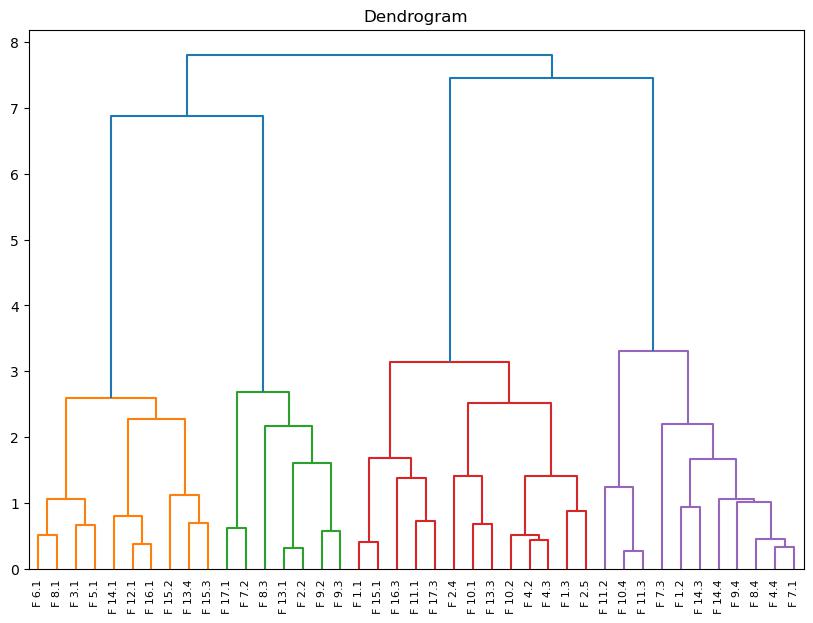 Dendrogram
8
7
6
5
4
3
2
1
0
F 6.1
F 8.1
F 3.1
F 5.1
F 14.1
F 12.1
F 16.1
F 15.2
F 13.4
F 15.3
F 17.1
F 7.2
F 8.3
F 13.1
F 2.2
F 9.2
F 9.3
F 1.1
F 15.1
F 16.3
F 11.1
F 17.3
F 2.4
F 10.1
F 13.3
F 10.2
F 4.2
F 4.3
F 1.3
F 2.5
F 11.2
F 10.4
F 11.3
F 7.3
F 1.2
F 14.3
F 14.4
F 9.4
F 8.4
F 4.4
F 7.1